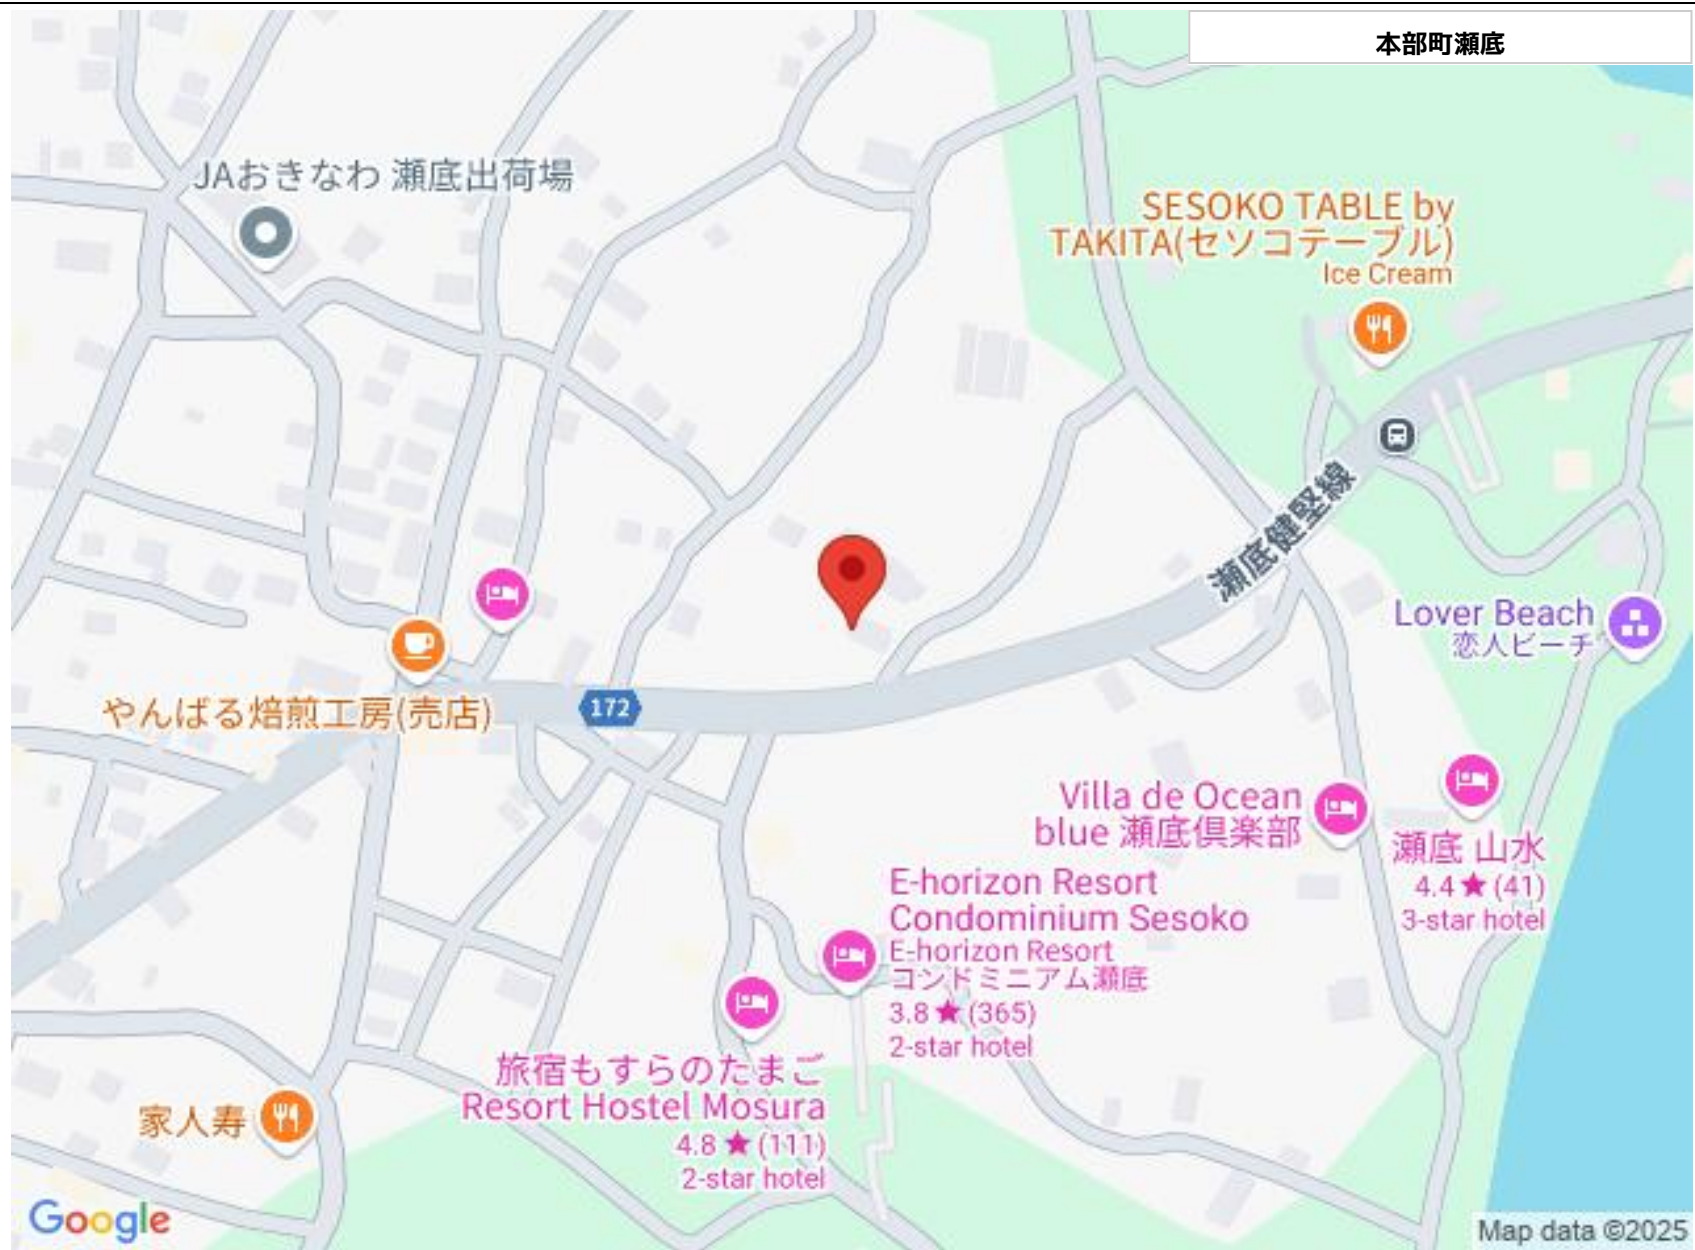 本部町瀬底
JAおきなわ 瀬底出荷場
SESOKO TABLE by
TAKITA(セソコテーブル)
Ice Cream
瀬底健堅線
Lover Beach
恋人ビーチ
やんばる焙煎工房(売店)
172
Villa de Ocean
blue 瀬底倶楽部
瀬底 山水
4.4★(41)
3-star hotel
E-horizon Resort
Condominium Sesoko
E-horizon Resort
コンドミニアム瀬底
3.8★(365)
2-star hotel
旅宿もすらのたまご
Resort Hostel Mosura
4.8★(111)
2-star hotel
家人寿
Google
Map data ©2025